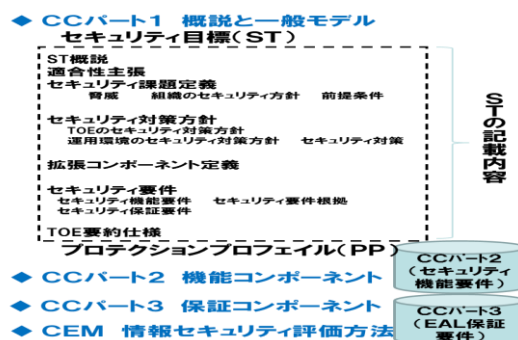 ◆ CCパート1 概説と一般モデル
セキュリティ目標(ST)
ST概説
適合性主張
セキュリティ課題定義
脅威 組織のセキュリティ方針 前提条件
セキュリティ対策方針
TOEのセキュリティ対策方針
運用環境のセキュリティ対策方針 セキュリティ対策
拡張コンポーネント定義
セキュリティ要件
セキュリティ機能要件 セキュリティ要件根拠
セキュリティ保証要件
TOE要約仕様
STの記載内容
プロテクションプロフェイル(PP)
◆ CCパート2 機能コンポーネント
◆ CCパート3 保証コンポーネント
◆ CEM 情報セキュリティ評価方法
CCパート2
(セキュリティ
機能要件)
CCパート3
(EAL保証
要件)